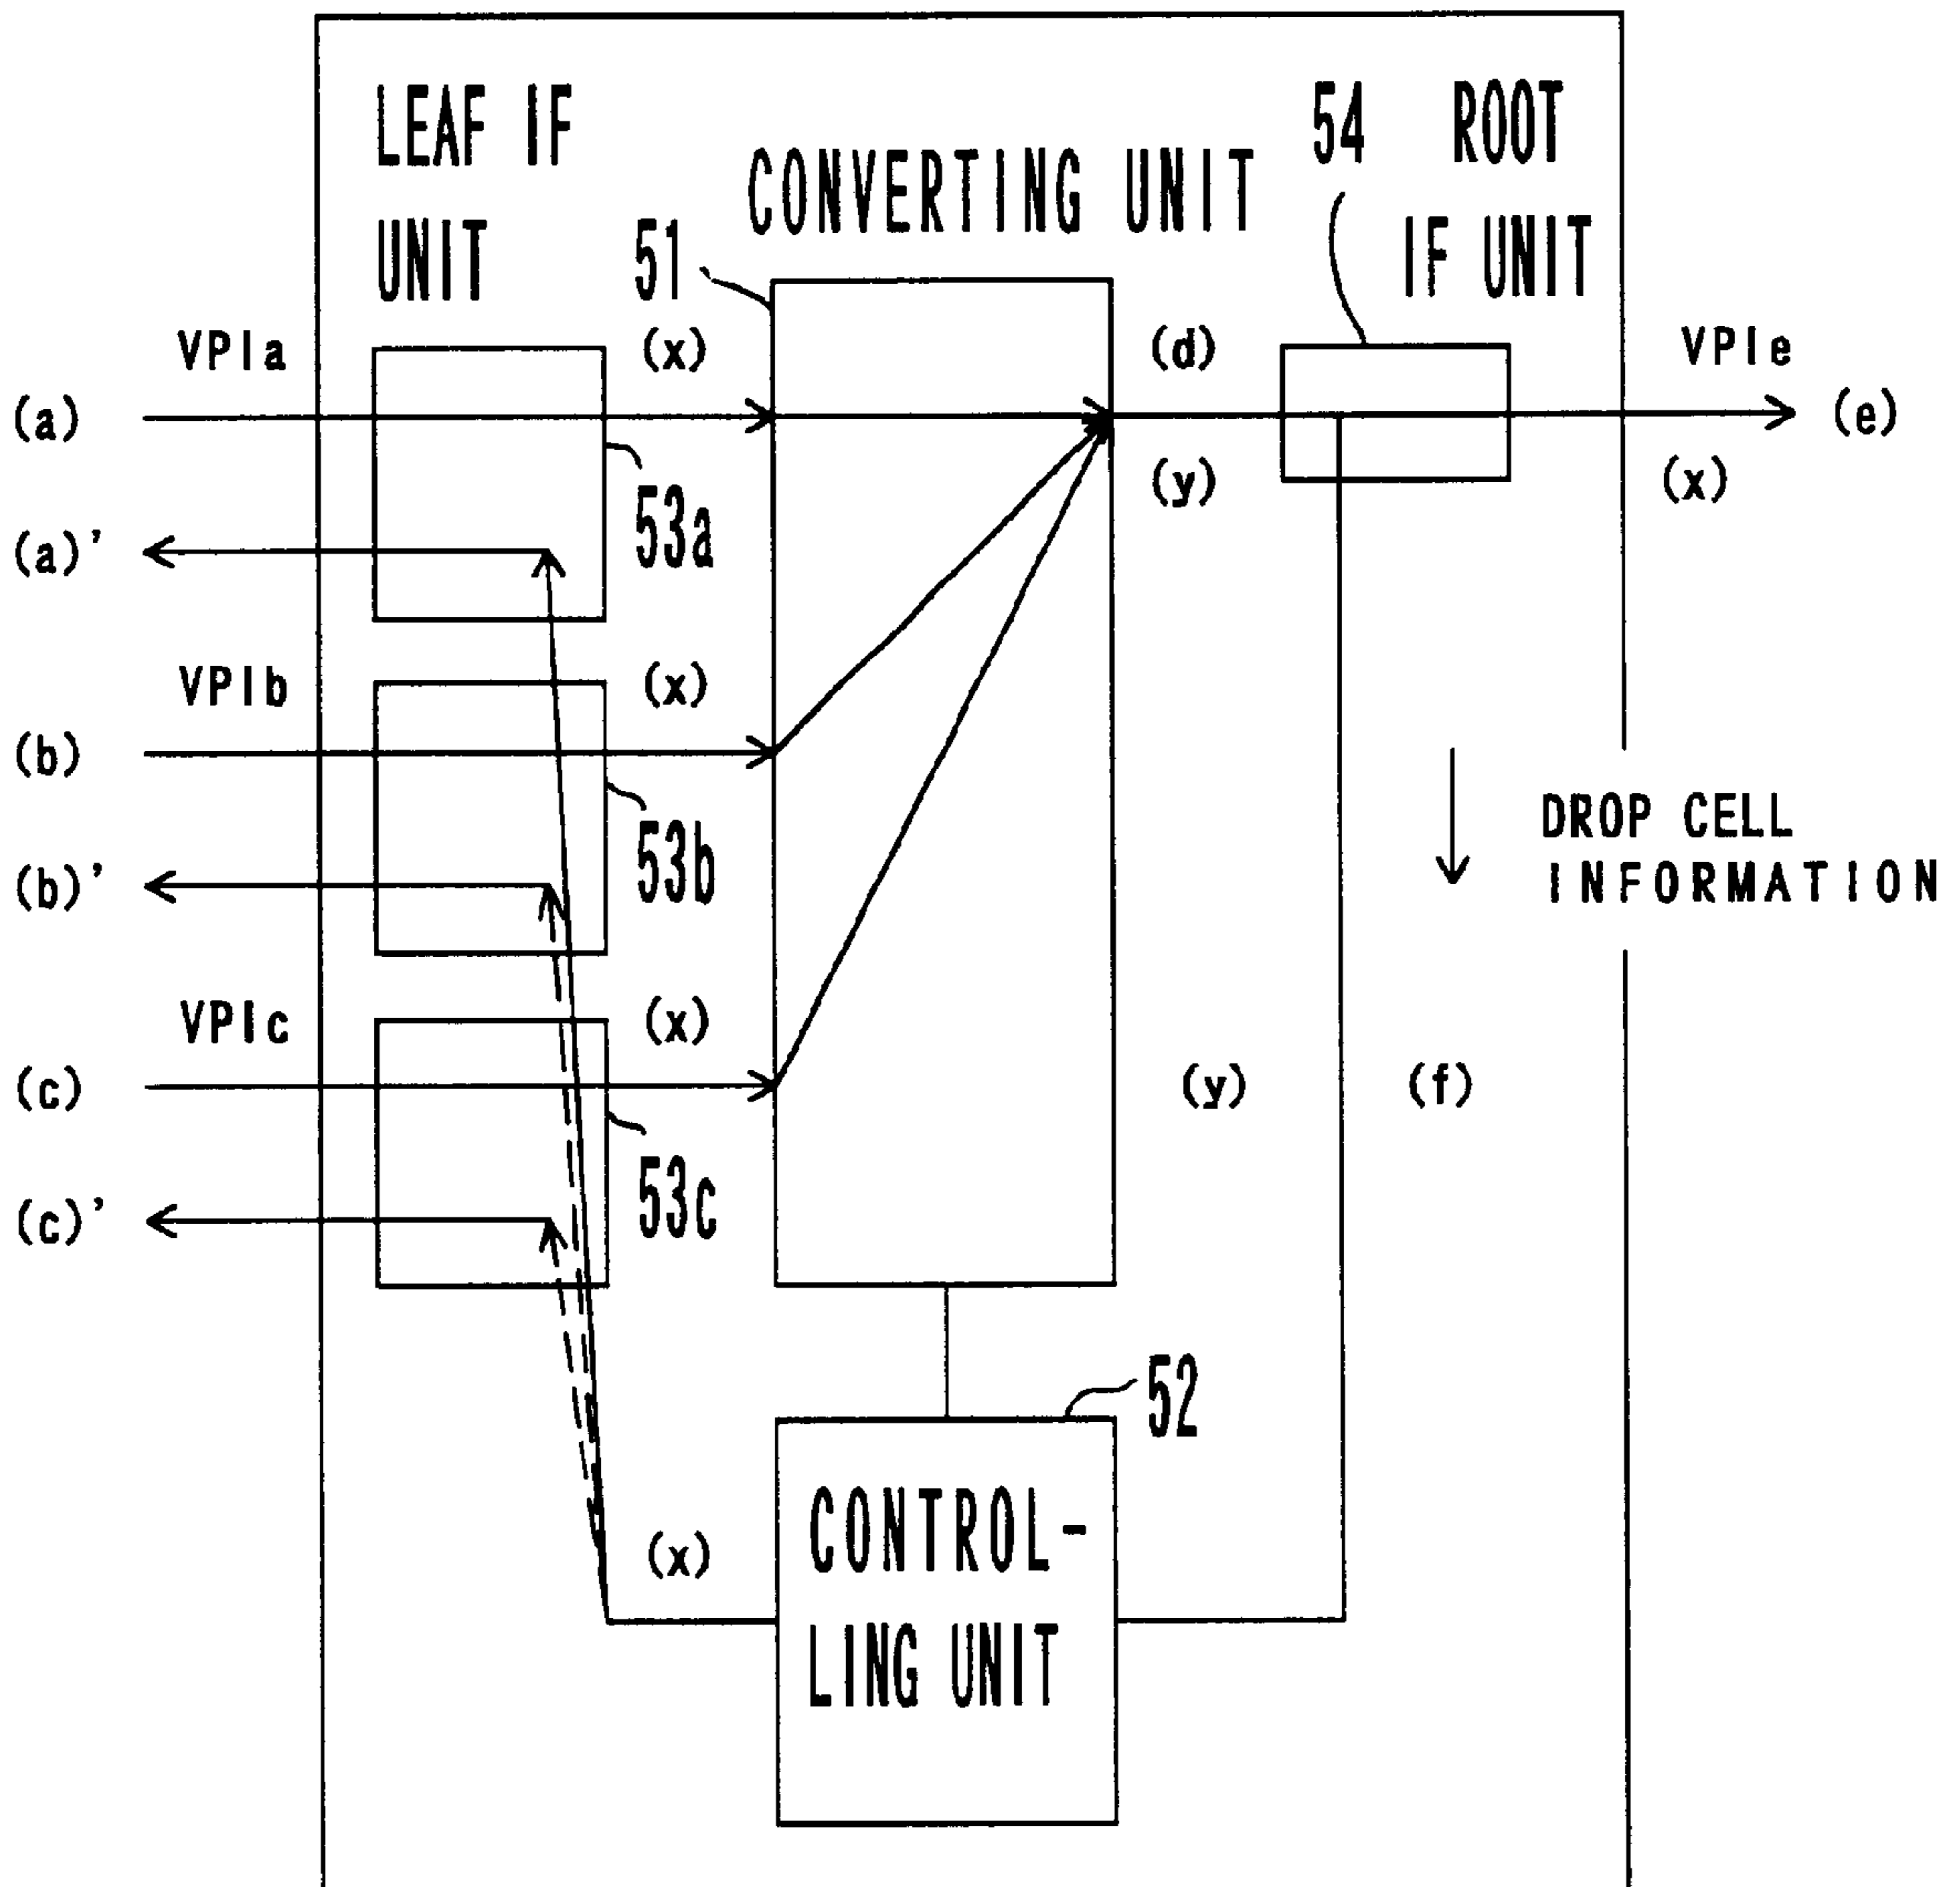 LEAF IF
UNIT
CONVERTING UNIT
51
54 ROOT
IF UNIT
VPIa
(x)
(d)
VPIe
(a)
(e)
(y)
(x)
53a
(a)'
VPIb
(x)
(b)
DROP CELL
INFORMATION
53b
(b)'
VPIc
(x)
(c)
(y)
(f)
53c
(c)'
52
(x)
CONTROL-
LING UNIT